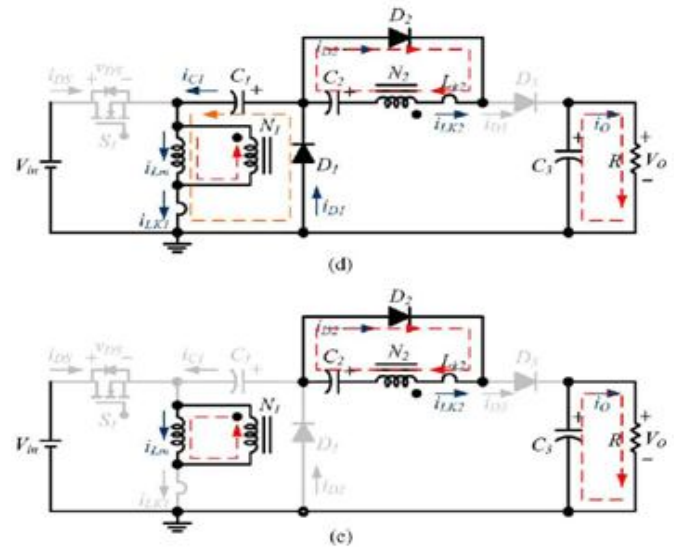 D2
iDS + vDS − iC1 C1 + iD2 C2 + N2 Lk2 D3
S1 N1 iLK2 iD3 iO +
Vin iLm D1 C3 + R VO
−
iLK1 iD1
(d)
D2
iDS + vDS − iC1 C1 + iD2 C2 + N2 Lk2 D3
S1 N1 iLK2 iD3 iO +
Vin iLm D1 C3 + R VO
−
iLK1
(e)